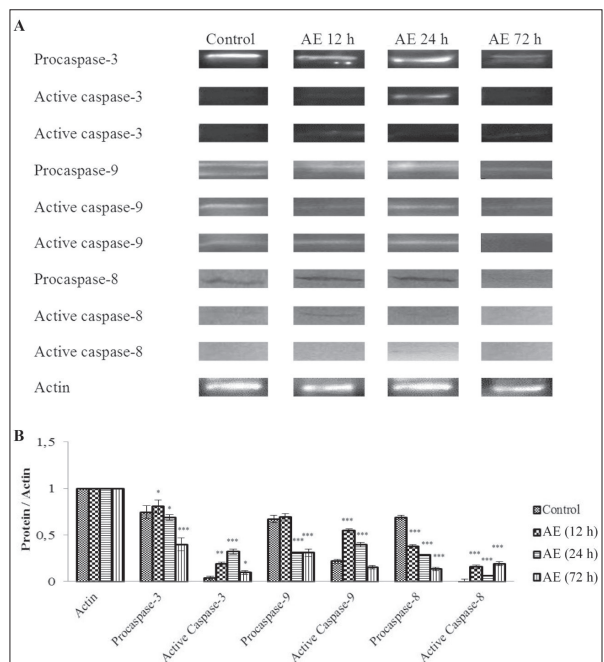 A
Control AE 12 h AE 24 h AE 72 h
Procaspase-3
Active caspase-3
Active caspase-3
Procaspase-9
Active caspase-9
Active caspase-9
Procaspase-8
Active caspase-8
Active caspase-8
Actin
B
1,5
1
0,5
0
Protein / Actin
* * ***
** *** *
*** ***
*** ***
*** *** ***
*** *** ***
Actin
Procaspase-3
Active Caspase-3
Procaspase-9
Active Caspase-9
Procaspase-8
Active Caspase-8
Control
AE (12 h)
AE (24 h)
AE (72 h)